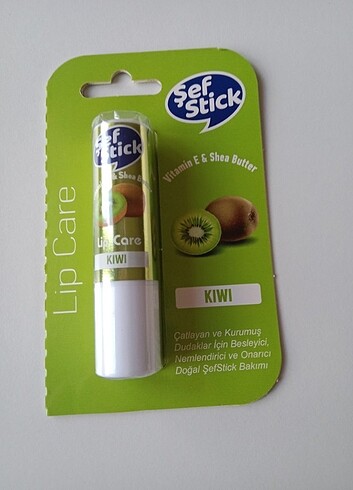 Şef
Stick
Vitamin E & Shea Butter
Lip Care
KIWI
Çatlayan ve Kurumuş
Dudaklar İçin Besleyici,
Nemlendirici ve Onarıcı
Doğal ŞefStick Bakımı
Şef
Stick
& Shea
Lip Care
KIWI